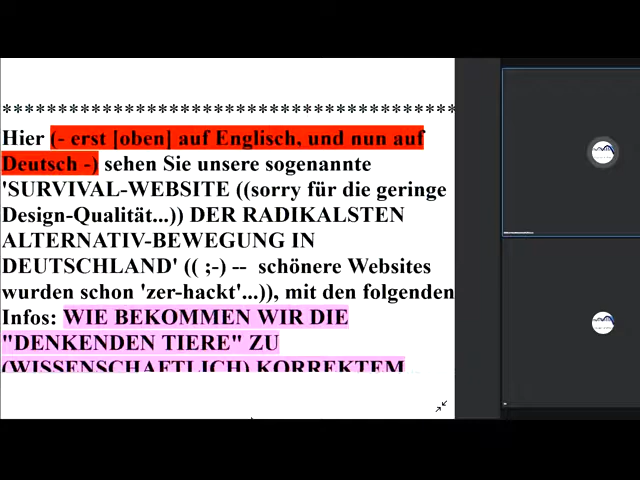 ****************************************
Hier (- erst [oben] auf Englisch, und nun auf
Deutsch -) sehen Sie unsere sogenannte
'SURVIVAL-WEBSITE ((sorry für die geringe
Design-Qualität...)) DER RADIKALSTEN
ALTERNATIV-BEWEGUNG IN
DEUTSCHLAND' (( ;-) --  schönere Websites
wurden schon 'zer-hackt'...)), mit den folgenden
Infos: WIE BEKOMMEN WIR DIE
"DENKENDEN TIERE" ZU
(WISSENSCHAFTLICH) KORREKTEM